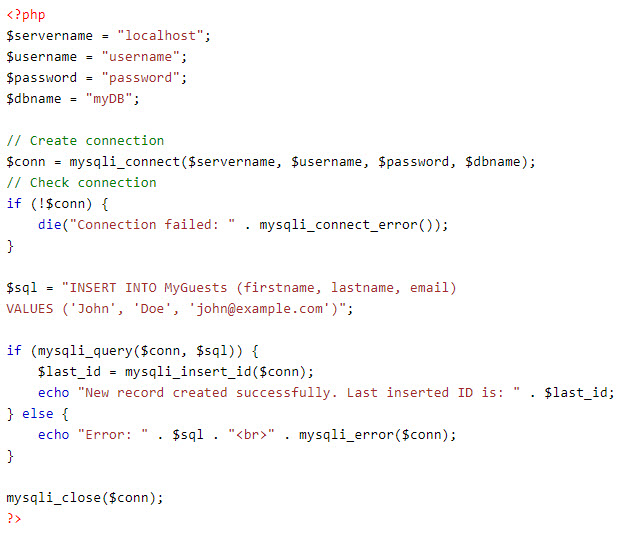 <?php
$servername = "localhost";
$username = "username";
$password = "password";
$dbname = "myDB";

// Create connection
$conn = mysqli_connect($servername, $username, $password, $dbname);
// Check connection
if (!$conn) {
    die("Connection failed: " . mysqli_connect_error());
}

$sql = "INSERT INTO MyGuests (firstname, lastname, email)
VALUES ('John', 'Doe', 'john@example.com')";

if (mysqli_query($conn, $sql)) {
    $last_id = mysqli_insert_id($conn);
    echo "New record created successfully. Last inserted ID is: " . $last_id;
} else {
    echo "Error: " . $sql . "<br>" . mysqli_error($conn);
}

mysqli_close($conn);
?>